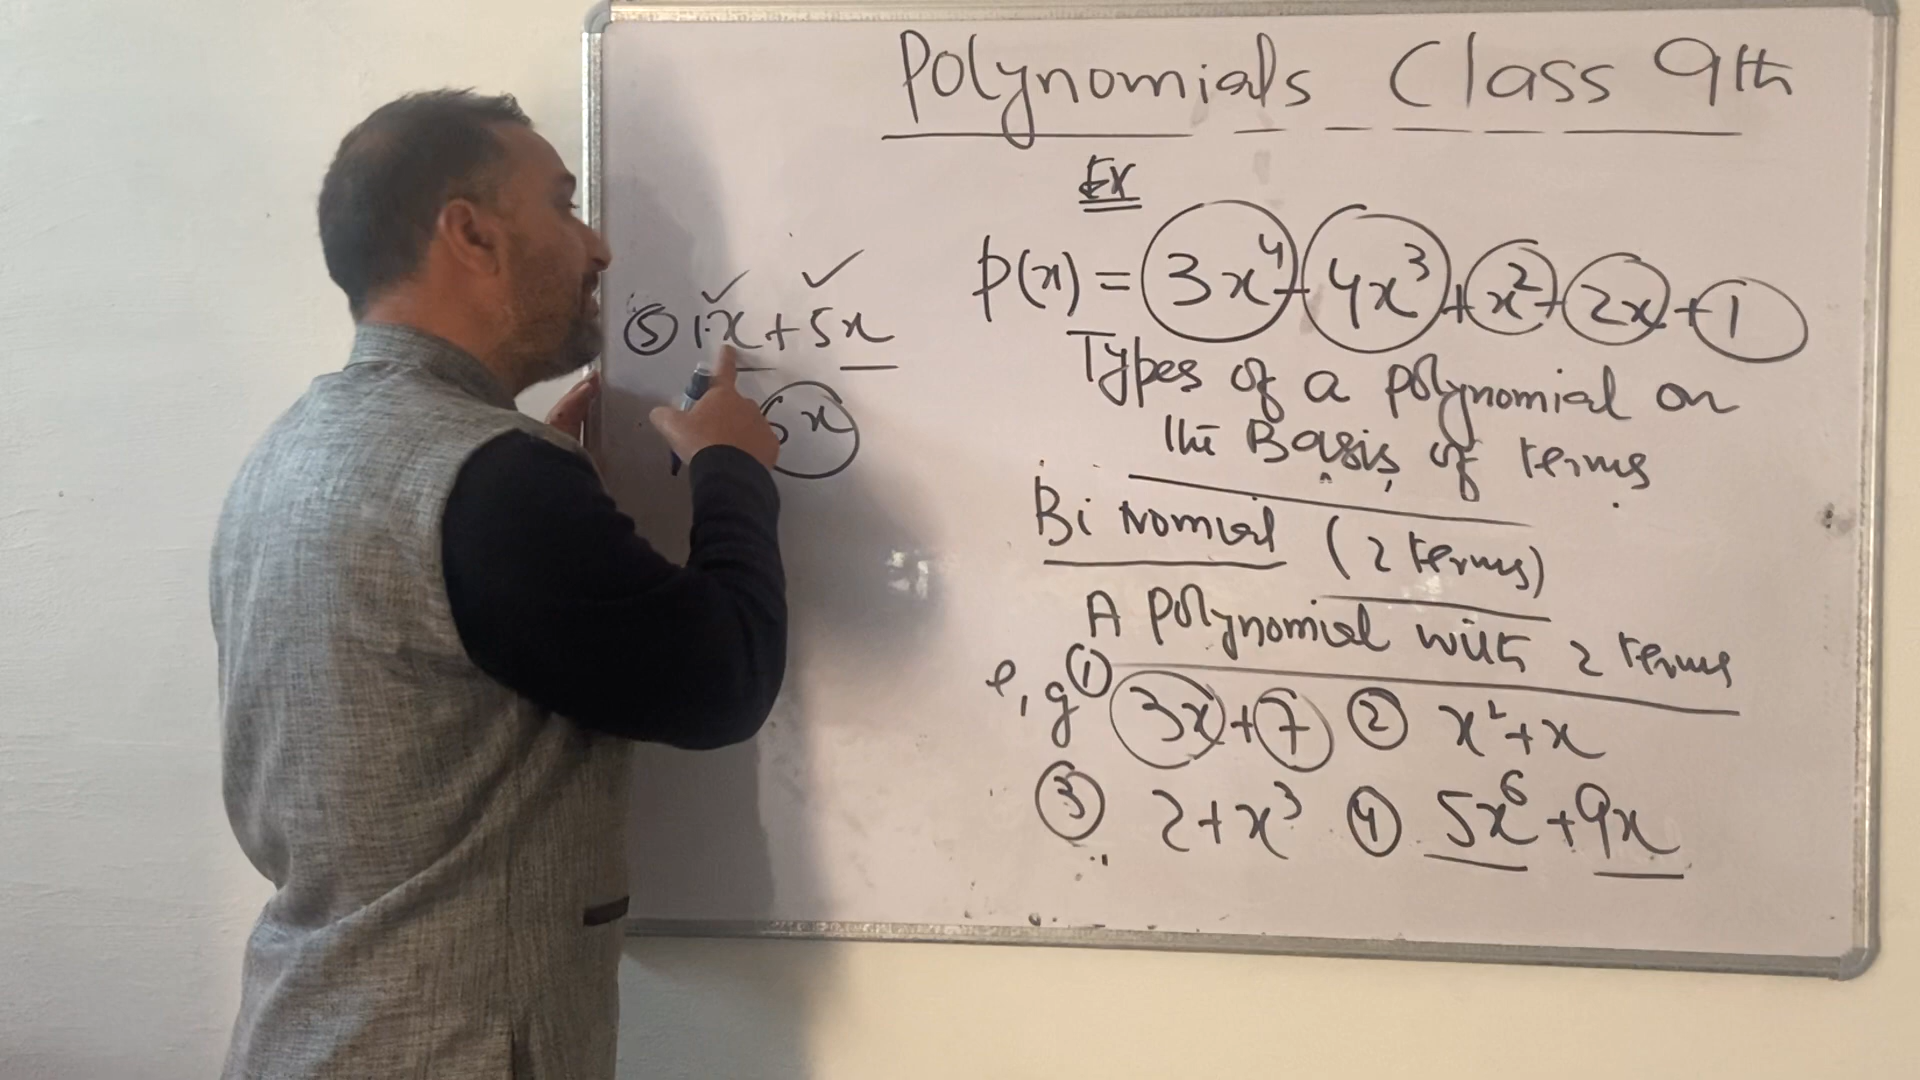 Polynomials Class 9th
Ex
p(x) = 3x⁴ + 4x³ + x² + 2x + 1
Types of a polynomial on
the Basis of terms
Bi nomial (2 terms)
A polynomial with 2 terms
e,g ① 3x + 7 ② x² + x
③ 2 + x³ ④ 5x⁶ + 9x
⑤ 1·x + 5x
6x